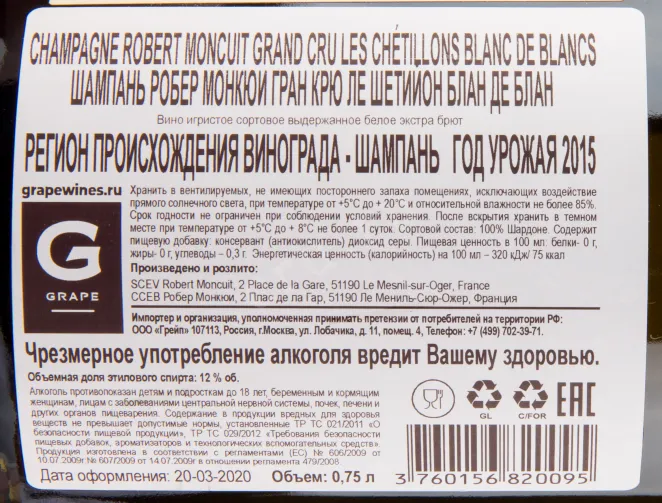 CHAMPAGNE ROBERT MONCUIT GRAND CRU LES CHÉTILLONS BLANC DE BLANCS
ШАМПАНЬ РОБЕР МОНКЮИ ГРАН КРЮ ЛЕ ШЕТИЙОН БЛАН ДЕ БЛАН
Вино игристое сортовое выдержанное белое экстра брют
РЕГИОН ПРОИСХОЖДЕНИЯ ВИНОГРАДА - ШАМПАНЬ ГОД УРОЖАЯ 2015
grapewines.ru
G
GRAPE
Хранить в вентилируемых, не имеющих постороннего запаха помещениях, исключающих воздействие
прямого солнечного света, при температуре от +5°С до + 20°С и относительной влажности не более 85%.
Срок годности не ограничен при соблюдении условий хранения. После вскрытия хранить в темном
месте при температуре от +5°С до + 8°С не более 1 суток. Сортовой состав: 100% Шардоне. Содержит
пищевую добавку: консервант (антиокислитель) диоксид серы. Пищевая ценность в 100 мл: белки- 0 г,
жиры- 0 г, углеводы – 0,3 г. Энергетическая ценность (калорийность) на 100 мл – 320 кДж/ 75 ккал
Произведено и розлито:
SCEV Robert Moncuit, 2 Place de la Gare, 51190 Le Mesnil-sur-Oger, France
ССЕВ Робер Монкюи, 2 Плас де ла Гар, 51190 Ле Мениль-Сюр-Ожер, Франция
Импортер и организация, уполномоченная принимать претензии от потребителей на территории РФ:
ООО «Грейп» 107113, Россия, г.Москва, ул. Лобачика, д. 11, помещ. 4, Телефон: +7 (499) 702-39-71.
Чрезмерное употребление алкоголя вредит Вашему здоровью.
Объемная доля этилового спирта: 12 % об.
Алкоголь противопоказан детям и подросткам до 18 лет, беременным и кормящим
женщинам, лицам с заболеваниями центральной нервной системы, почек, печени и
других органов пищеварения. Содержание в продукции вредных для здоровья
веществ не превышает допустимые нормы, установленные ТР ТС 021/2011 «О
безопасности пищевой продукции», ТР ТС 029/2012 «Требования безопасности
пищевых добавок, ароматизаторов и технологических вспомогательных средств».
Продукция изготовлена в соответствии с регламентами (ЕС) № 606/2009 от
10.07.2009г № 607/2009 от 14.07.2009г в отношении регламента 479/2008
Дата оформления: 20-03-2020 Объем: 0,75 л
GL
C/FOR
EAC
3 760156 820095